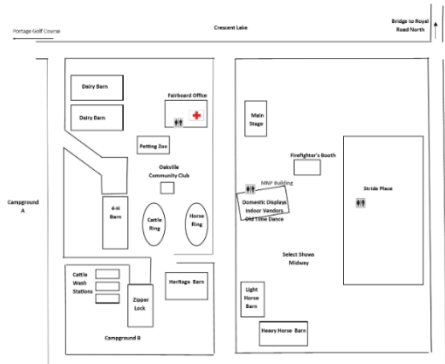 Bridge to Royal
Road North
Portage Golf Course
Crescent Lake
Dairy Barn
Fairboard Office
Dairy Barn
Main
Stage
Petting Zoo
Firefighter's Booth
Oakville
Community Club
MNP Building
Stride Place
Campground
A
4-H
Barn
Cattle
Ring
Horse
Ring
Domestic Displays
Indoor Vendors
Old Time Dance
Select Shows
Midway
Cattle
Wash
Stations
Heritage Barn
Zipper
Lock
Light
Horse
Barn
Heavy Horse Barn
Campground B